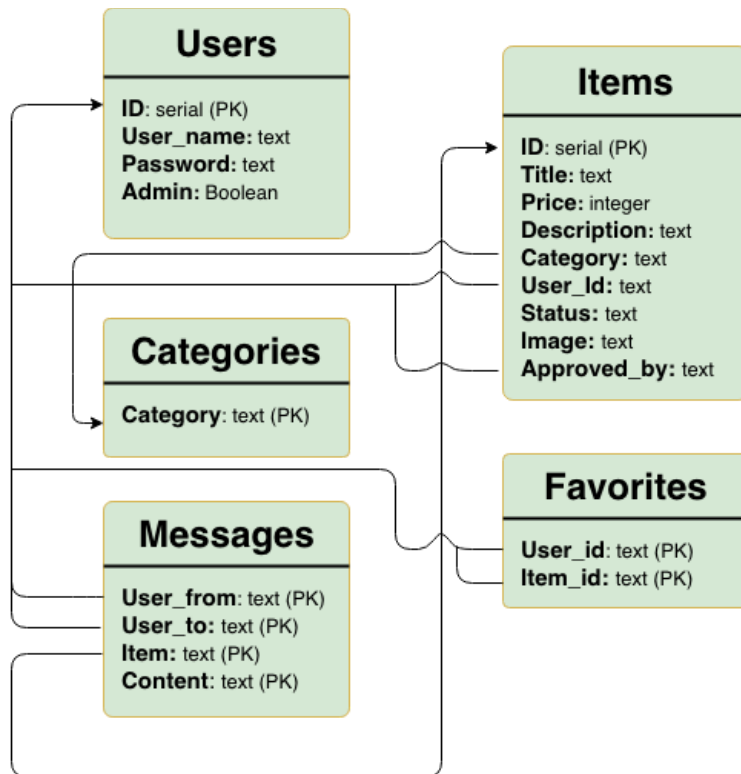 Users
ID: serial (PK)
User_name: text
Password: text
Admin: Boolean
Items
ID: serial (PK)
Title: text
Price: integer
Description: text
Category: text
User_Id: text
Status: text
Image: text
Approved_by: text
Categories
Category: text (PK)
Messages
User_from: text (PK)
User_to: text (PK)
Item: text (PK)
Content: text (PK)
Favorites
User_id: text (PK)
Item_id: text (PK)